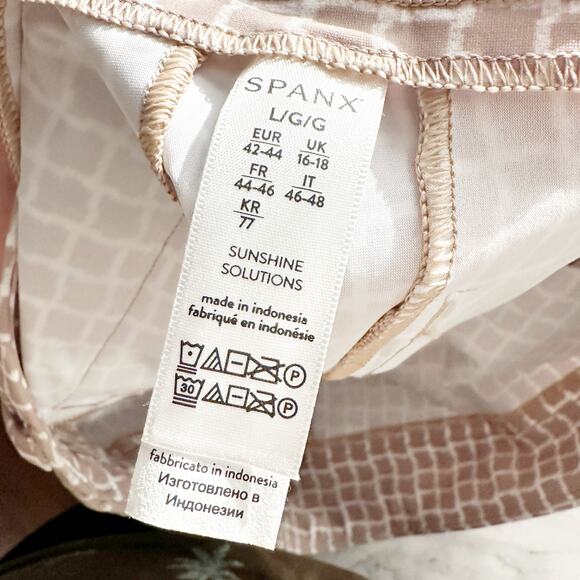 SPANX
L/G/G
EUR UK
42-44 16-18
FR IT
44-46 46-48
KR
77
SUNSHINE
SOLUTIONS
made in indonesia
fabriqué en indonésie
P
30 P
fabbricato in indonesia
Изготовлено в
Индонезии